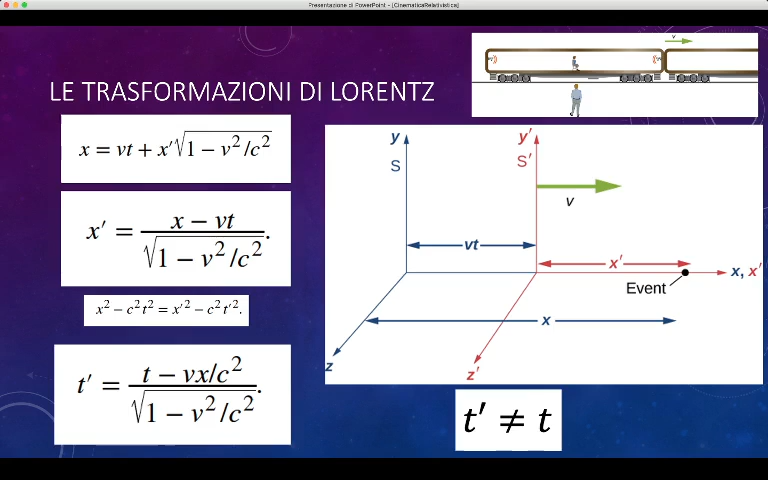 Presentazione di PowerPoint - [CinematicaRelativistica]
LE TRASFORMAZIONI DI LORENTZ
v
x = vt + x′√1 − v²/c²
x′ = x − vt / √1 − v²/c².
x² − c²t² = x′² − c²t′².
t′ = t − vx/c² / √1 − v²/c².
y
S
y′
S′
v
vt
x′
x, x′
Event
x
z
z′
t′ ≠ t